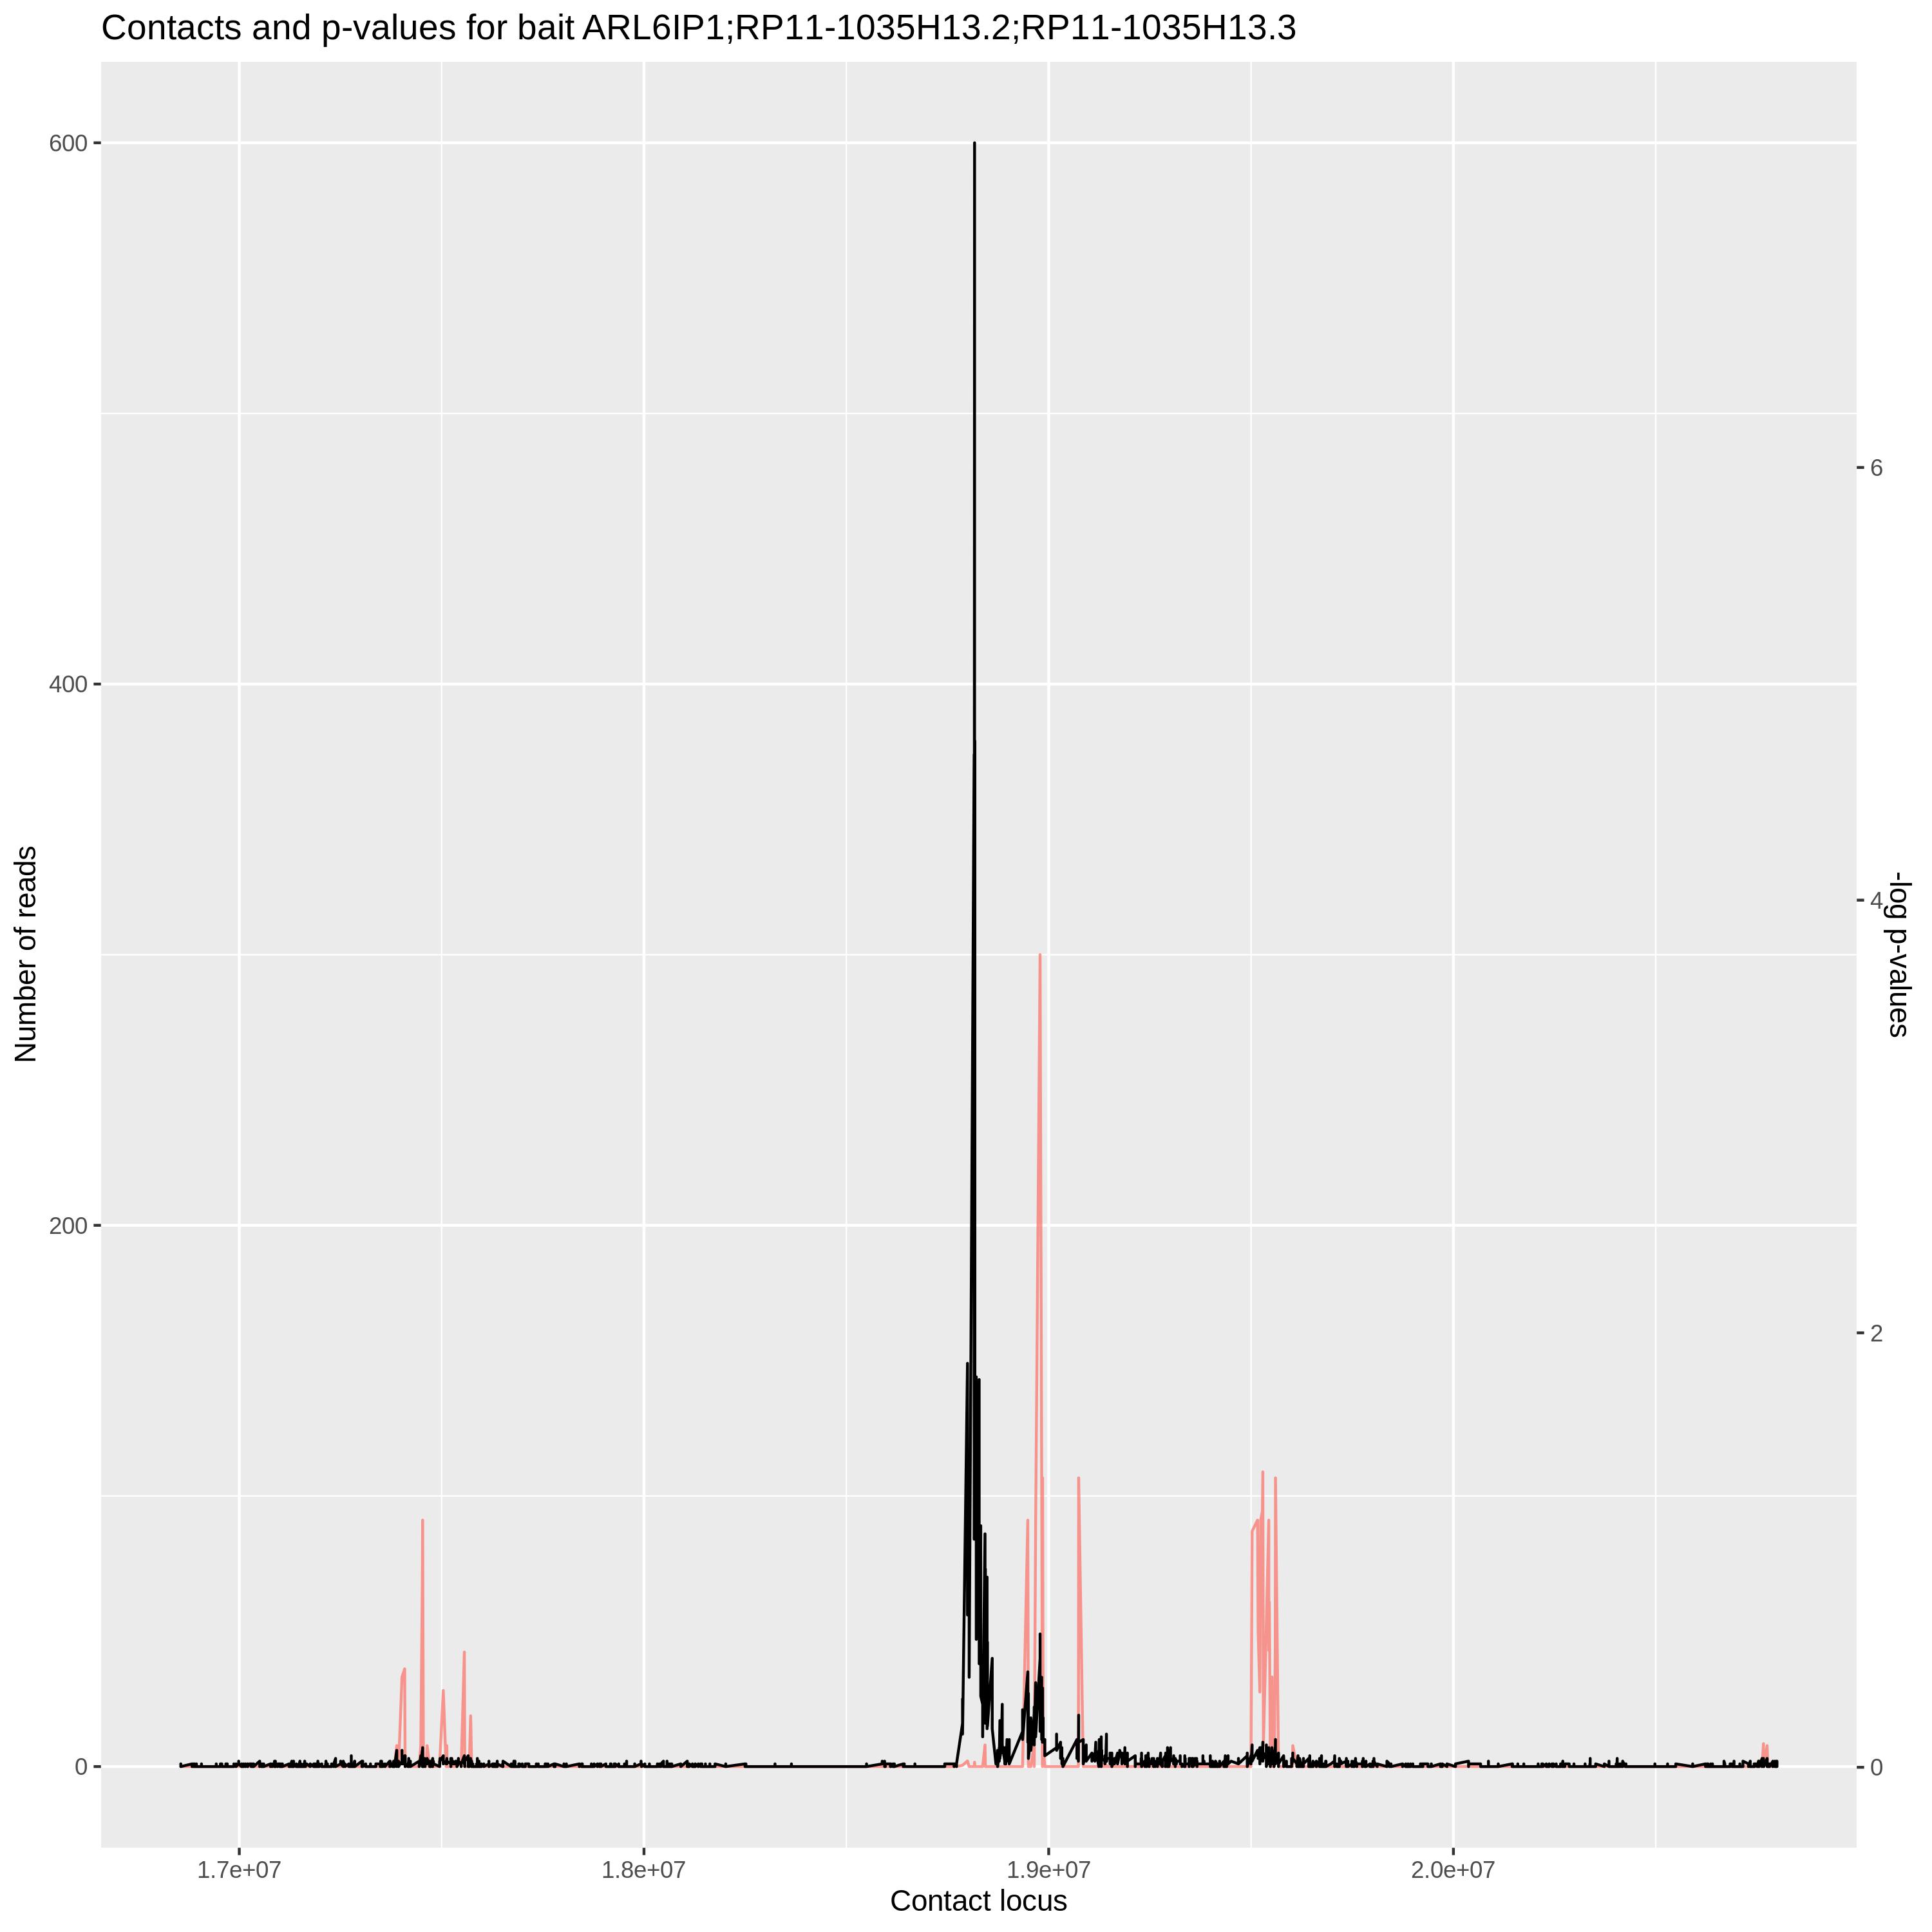 Contacts and p-values for bait ARL6IP1;RP11-1035H13.2;RP11-1035H13.3
600
400
200
0
Number of reads
6
4
2
0
-log p-values
1.7e+07
1.8e+07
1.9e+07
2.0e+07
Contact locus